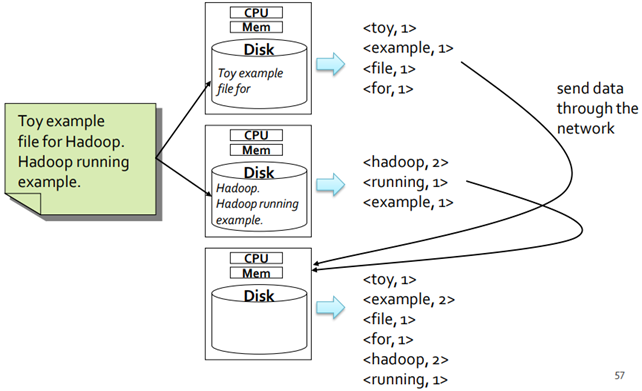 Toy example
file for Hadoop.
Hadoop running
example.
CPU
Mem
Disk
Toy example
file for
<toy, 1>
<example, 1>
<file, 1>
<for, 1>
CPU
Mem
Disk
Hadoop.
Hadoop running
example.
<hadoop, 2>
<running, 1>
<example, 1>
send data
through the
network
CPU
Mem
Disk
<toy, 1>
<example, 2>
<file, 1>
<for, 1>
<hadoop, 2>
<running, 1>
57